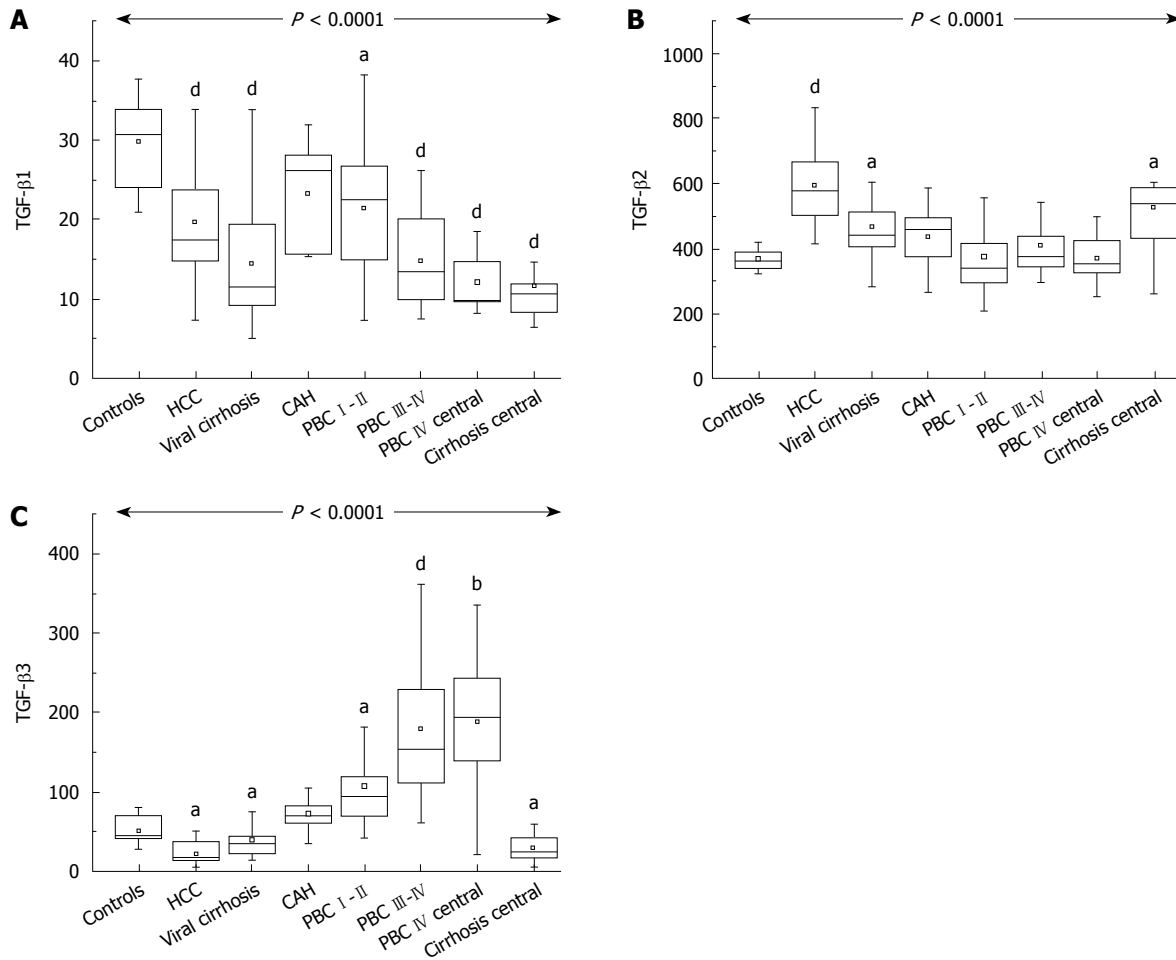 A
P < 0.0001
TGF-β1
40
30
20
10
0
d
d
a
d
d
d
Controls
HCC
Viral cirrhosis
CAH
PBC Ⅰ-Ⅱ
PBC Ⅲ-Ⅳ
PBC Ⅳ central
Cirrhosis central
B
P < 0.0001
TGF-β2
1000
800
600
400
200
0
d
a
a
Controls
HCC
Viral cirrhosis
CAH
PBC Ⅰ-Ⅱ
PBC Ⅲ-Ⅳ
PBC Ⅳ central
Cirrhosis central
C
P < 0.0001
TGF-β3
400
300
200
100
0
a
a
a
d
b
a
Controls
HCC
Viral cirrhosis
CAH
PBC Ⅰ-Ⅱ
PBC Ⅲ-Ⅳ
PBC Ⅳ central
Cirrhosis central